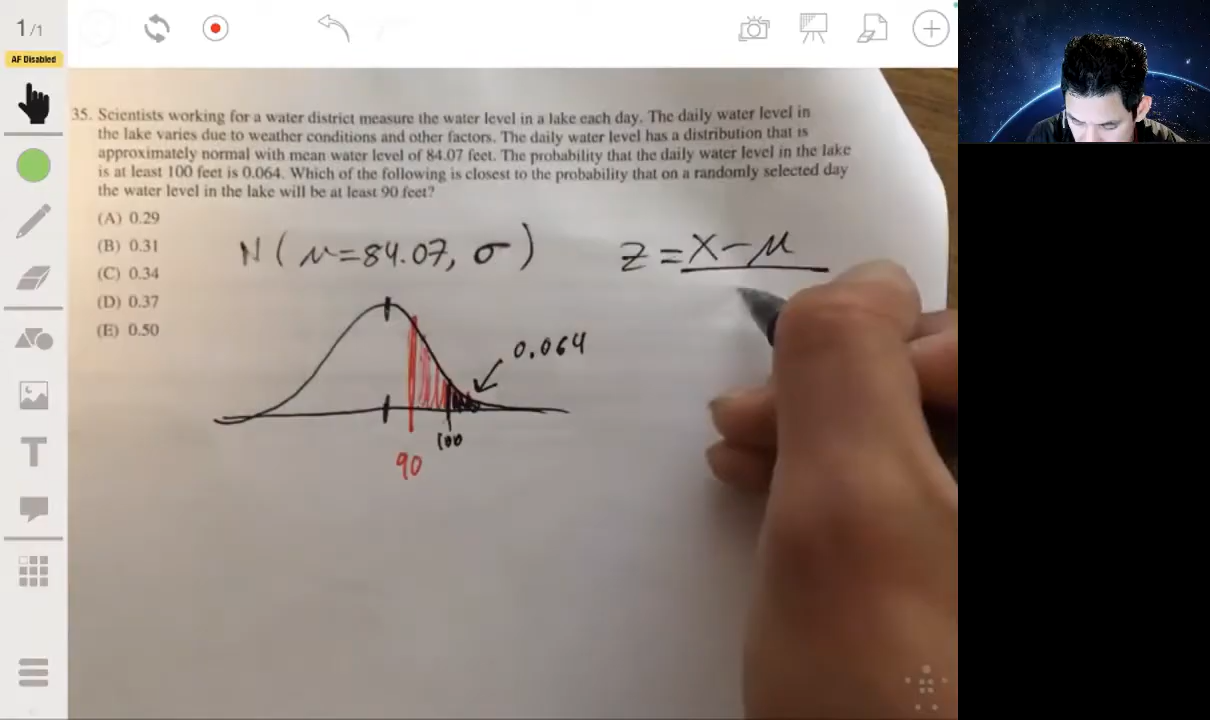 1/1
AF Disabled
35. Scientists working for a water district measure the water level in a lake each day. The daily water level in
the lake varies due to weather conditions and other factors. The daily water level has a distribution that is
approximately normal with mean water level of 84.07 feet. The probability that the daily water level in the lake
is at least 100 feet is 0.064. Which of the following is closest to the probability that on a randomly selected day
the water level in the lake will be at least 90 feet?
(A) 0.29
(B) 0.31
(C) 0.34
(D) 0.37
(E) 0.50
N(μ=84.07, σ)
z = x-μ
0.064
100
90
T